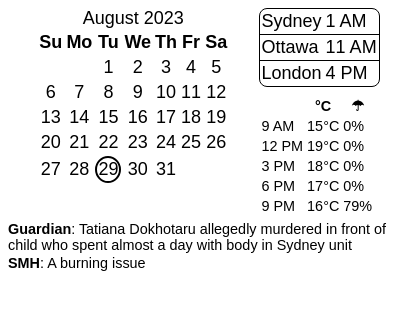 August 2023
Su Mo Tu We Th Fr Sa
1 2 3 4 5
6 7 8 9 10 11 12
13 14 15 16 17 18 19
20 21 22 23 24 25 26
27 28 29 30 31
Sydney 1 AM
Ottawa 11 AM
London 4 PM
°C ☂
9 AM 15°C 0%
12 PM 19°C 0%
3 PM 18°C 0%
6 PM 17°C 0%
9 PM 16°C 79%
Guardian: Tatiana Dokhotaru allegedly murdered in front of
child who spent almost a day with body in Sydney unit
SMH: A burning issue